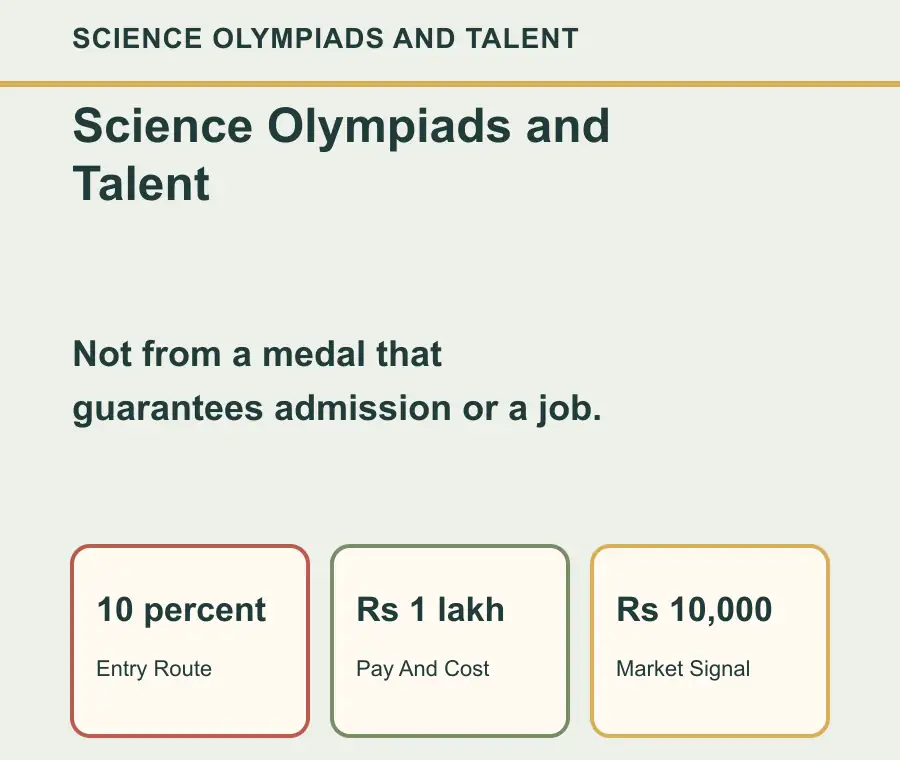 SCIENCE OLYMPIADS AND TALENT
Science Olympiads and
Talent
Not from a medal that
guarantees admission or a job.
10 percent
Entry Route
Rs 1 lakh
Pay And Cost
Rs 10,000
Market Signal